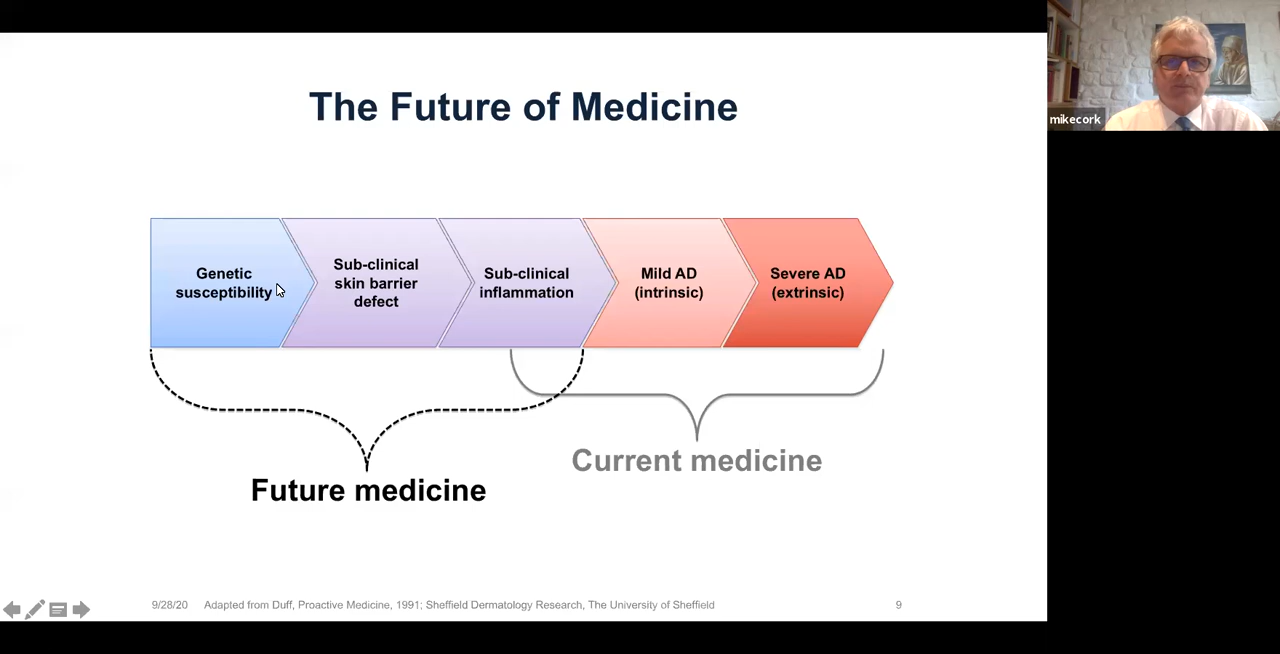 The Future of Medicine
mikecork
Genetic
susceptibility
Sub-clinical
skin barrier
defect
Sub-clinical
inflammation
Mild AD
(intrinsic)
Severe AD
(extrinsic)
Current medicine
Future medicine
9/28/20
Adapted from Duff, Proactive Medicine, 1991; Sheffield Dermatology Research, The University of Sheffield
9